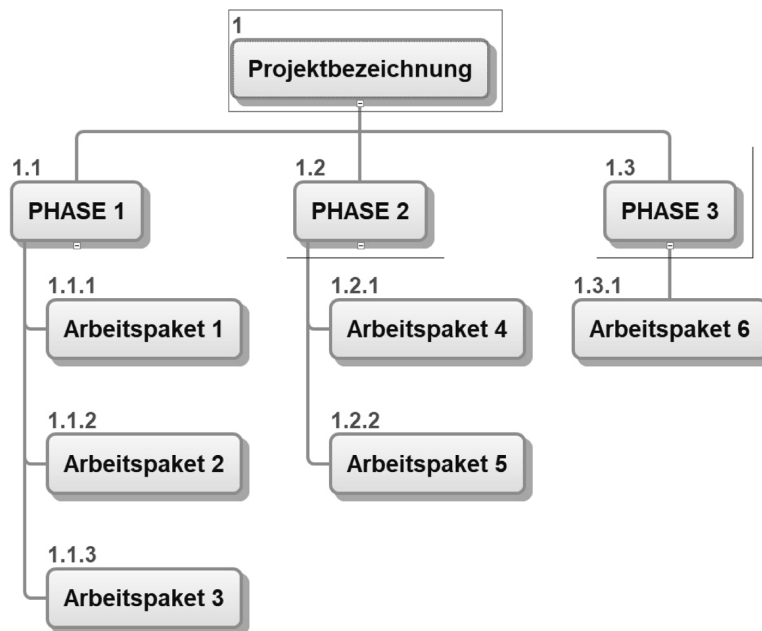 1
Projektbezeichnung
1.1
PHASE 1
1.1.1
Arbeitspaket 1
1.1.2
Arbeitspaket 2
1.1.3
Arbeitspaket 3
1.2
PHASE 2
1.2.1
Arbeitspaket 4
1.2.2
Arbeitspaket 5
1.3
PHASE 3
1.3.1
Arbeitspaket 6